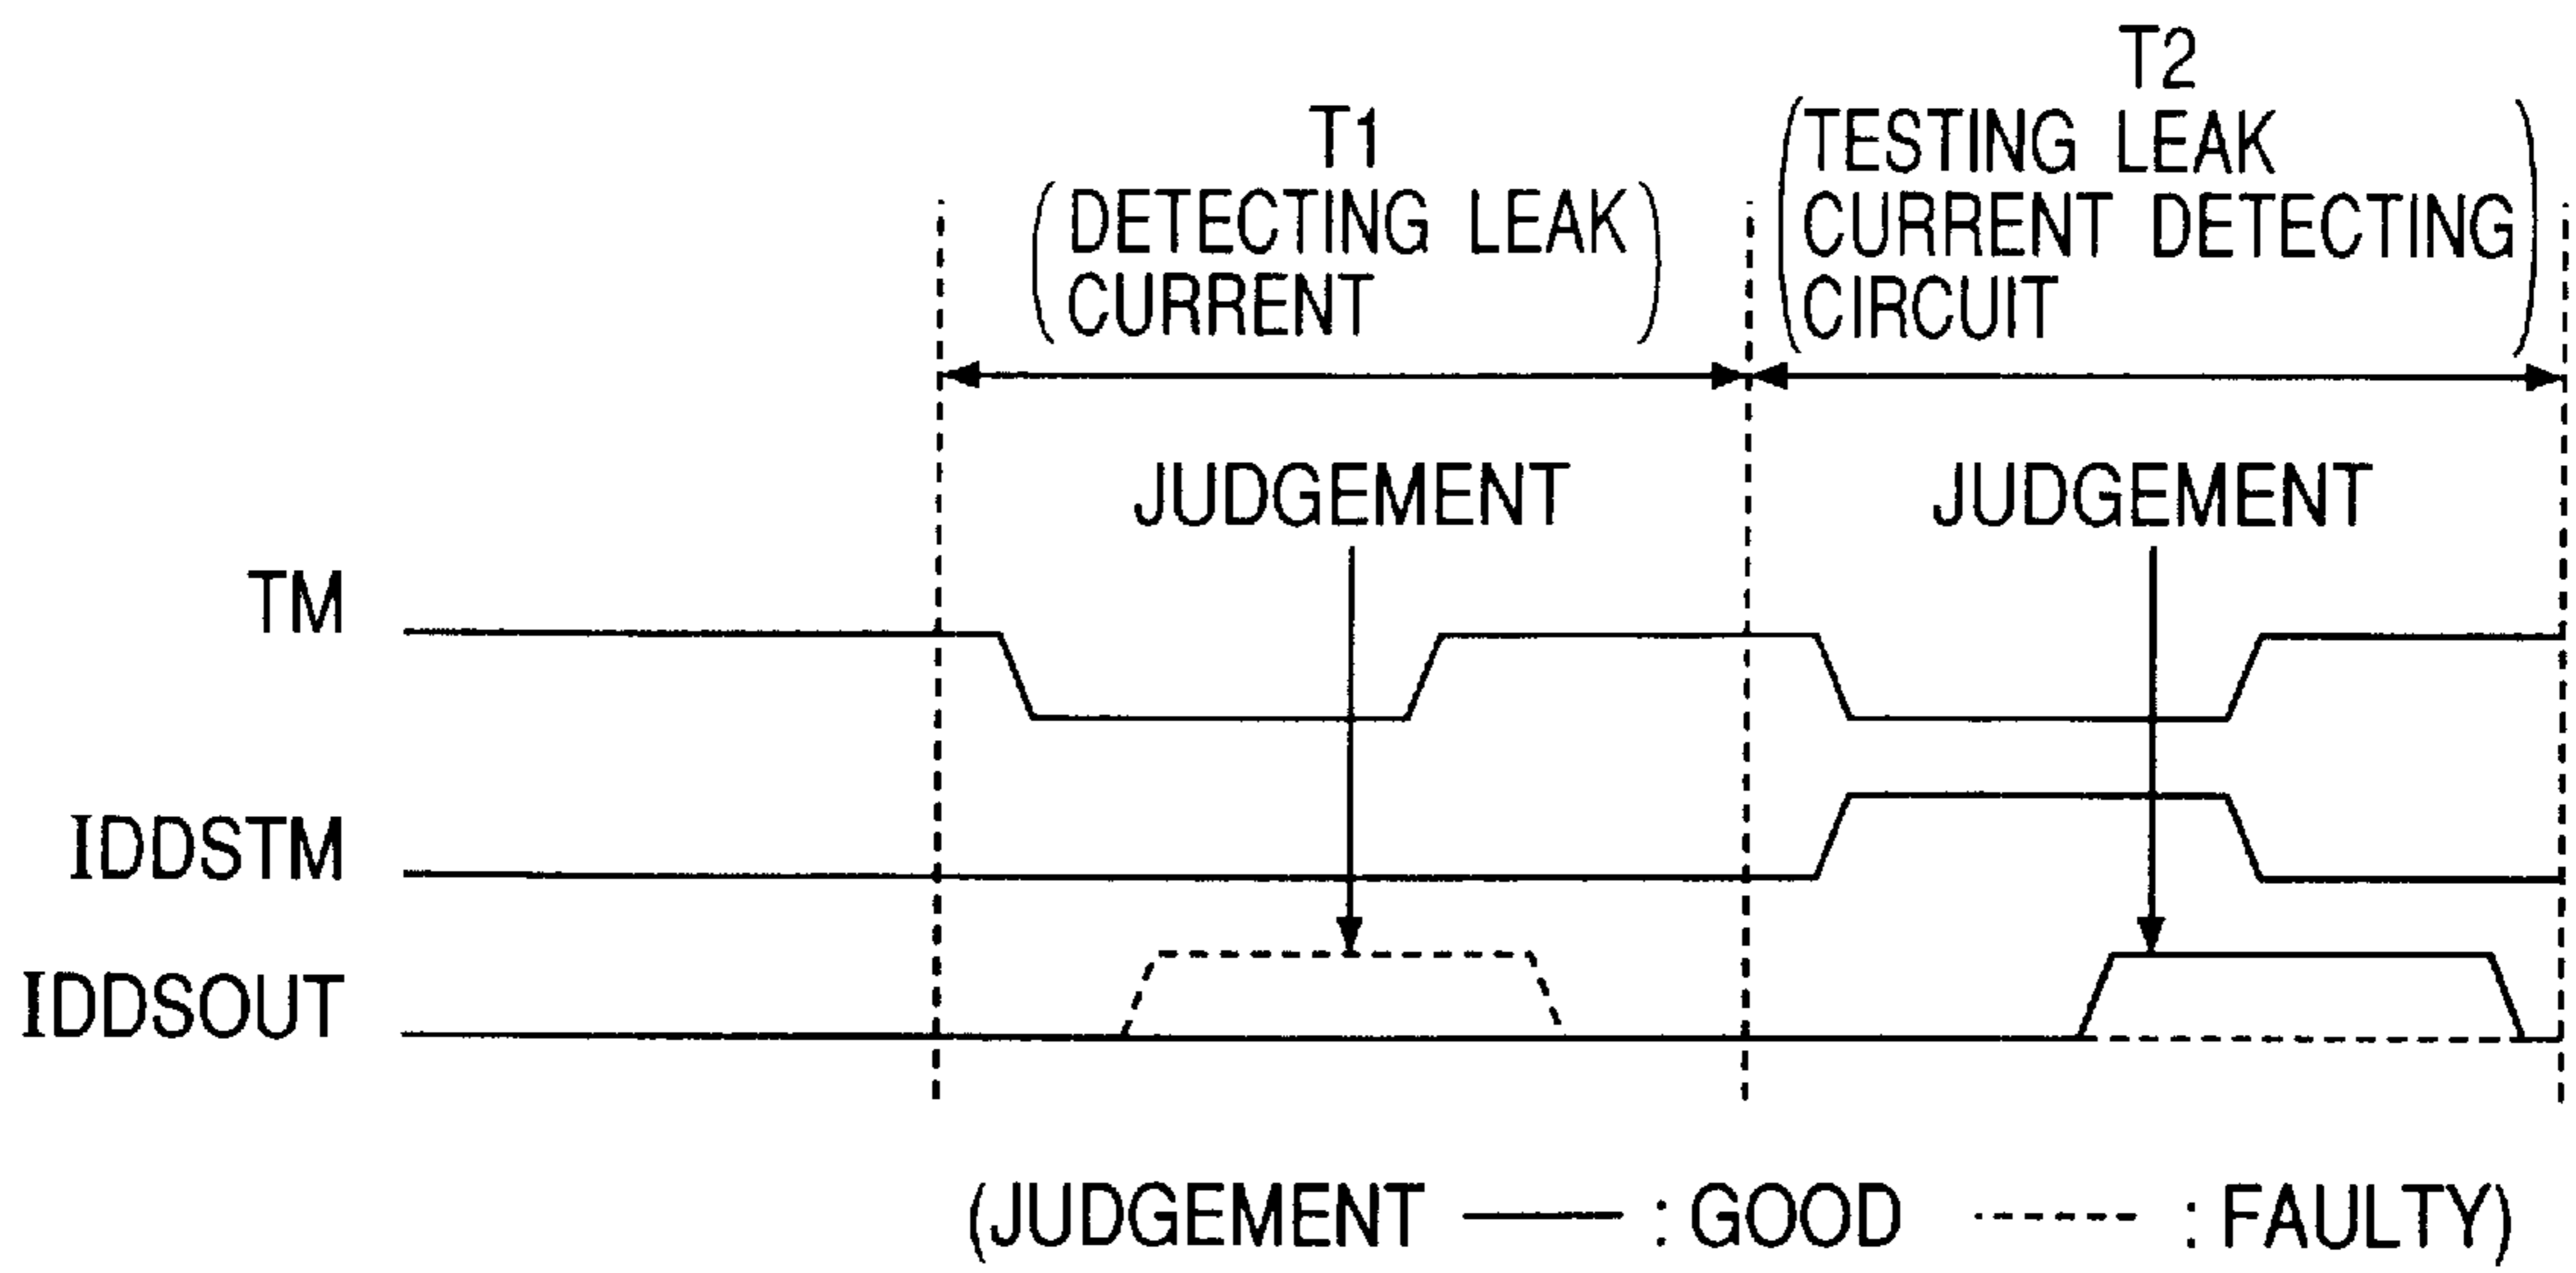 T1
(DETECTING LEAK
CURRENT)
T2
(TESTING LEAK
CURRENT DETECTING
CIRCUIT)
JUDGEMENT
JUDGEMENT
TM
IDDSTM
IDDSOUT
(JUDGEMENT —— : GOOD ------ : FAULTY)